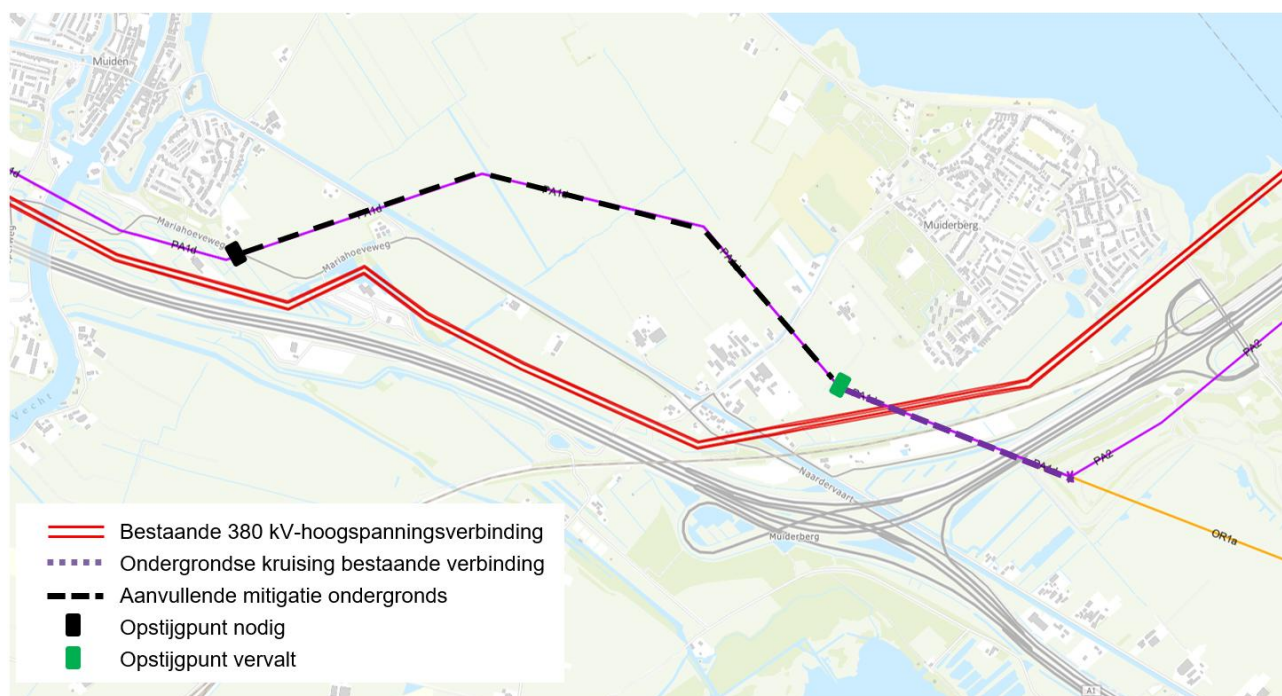 Muiden
PA1d
Mariahoeveweg
PA1d
Mariahoeveweg
PA1d
Muiderberg
Vecht
Naardervaart
PA2
PA2
Muiderberg
OR1a
A1
Bestaande 380 kV-hoogspanningsverbinding
Ondergrondse kruising bestaande verbinding
Aanvullende mitigatie ondergronds
Opstijgpunt nodig
Opstijgpunt vervalt